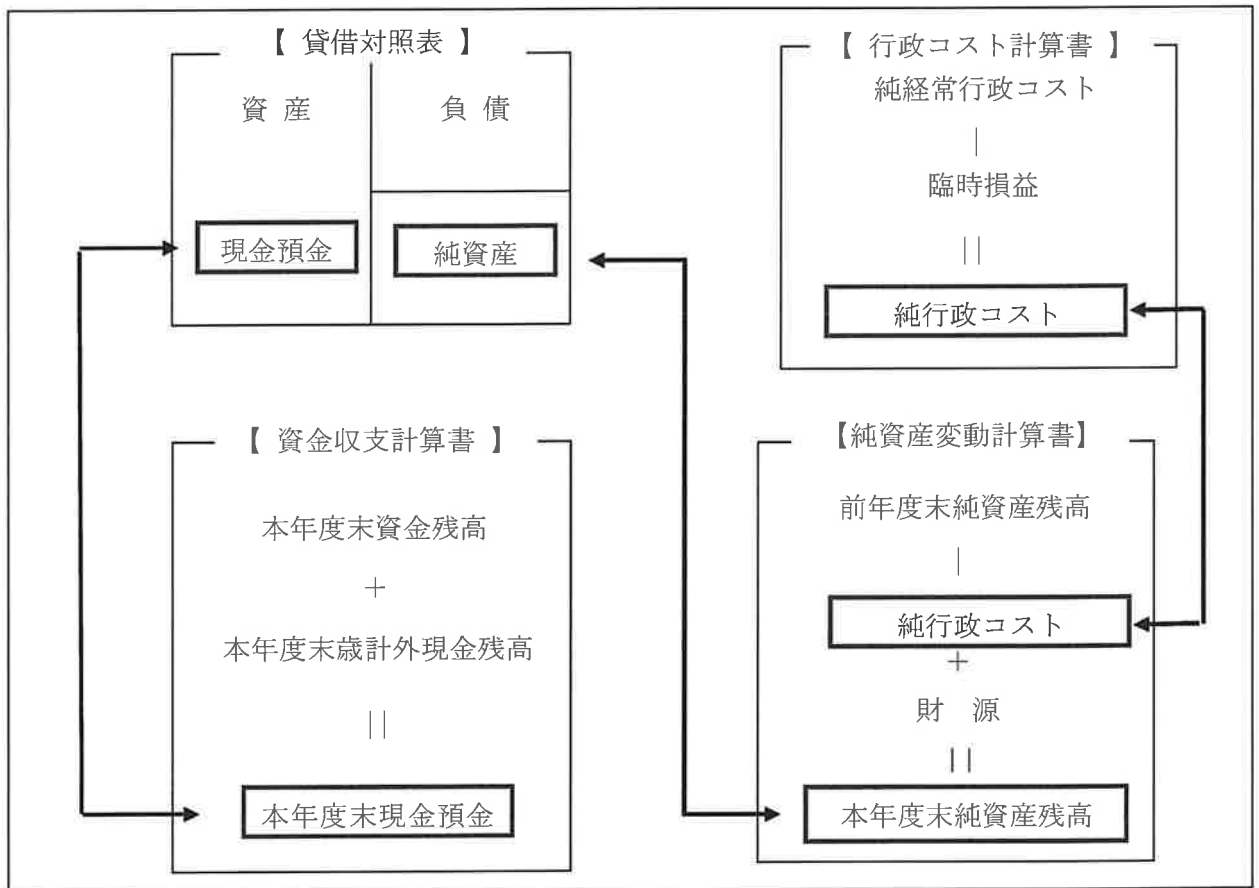 【 貸借対照表 】
資 産
負 債
現金預金
純資産
【 行政コスト計算書 】
純経常行政コスト
|
臨時損益
||
純行政コスト
【 資金収支計算書 】
本年度末資金残高
+
本年度末歳計外現金残高
||
本年度末現金預金
【純資産変動計算書】
前年度末純資産残高
|
純行政コスト
+
財 源
||
本年度末純資産残高